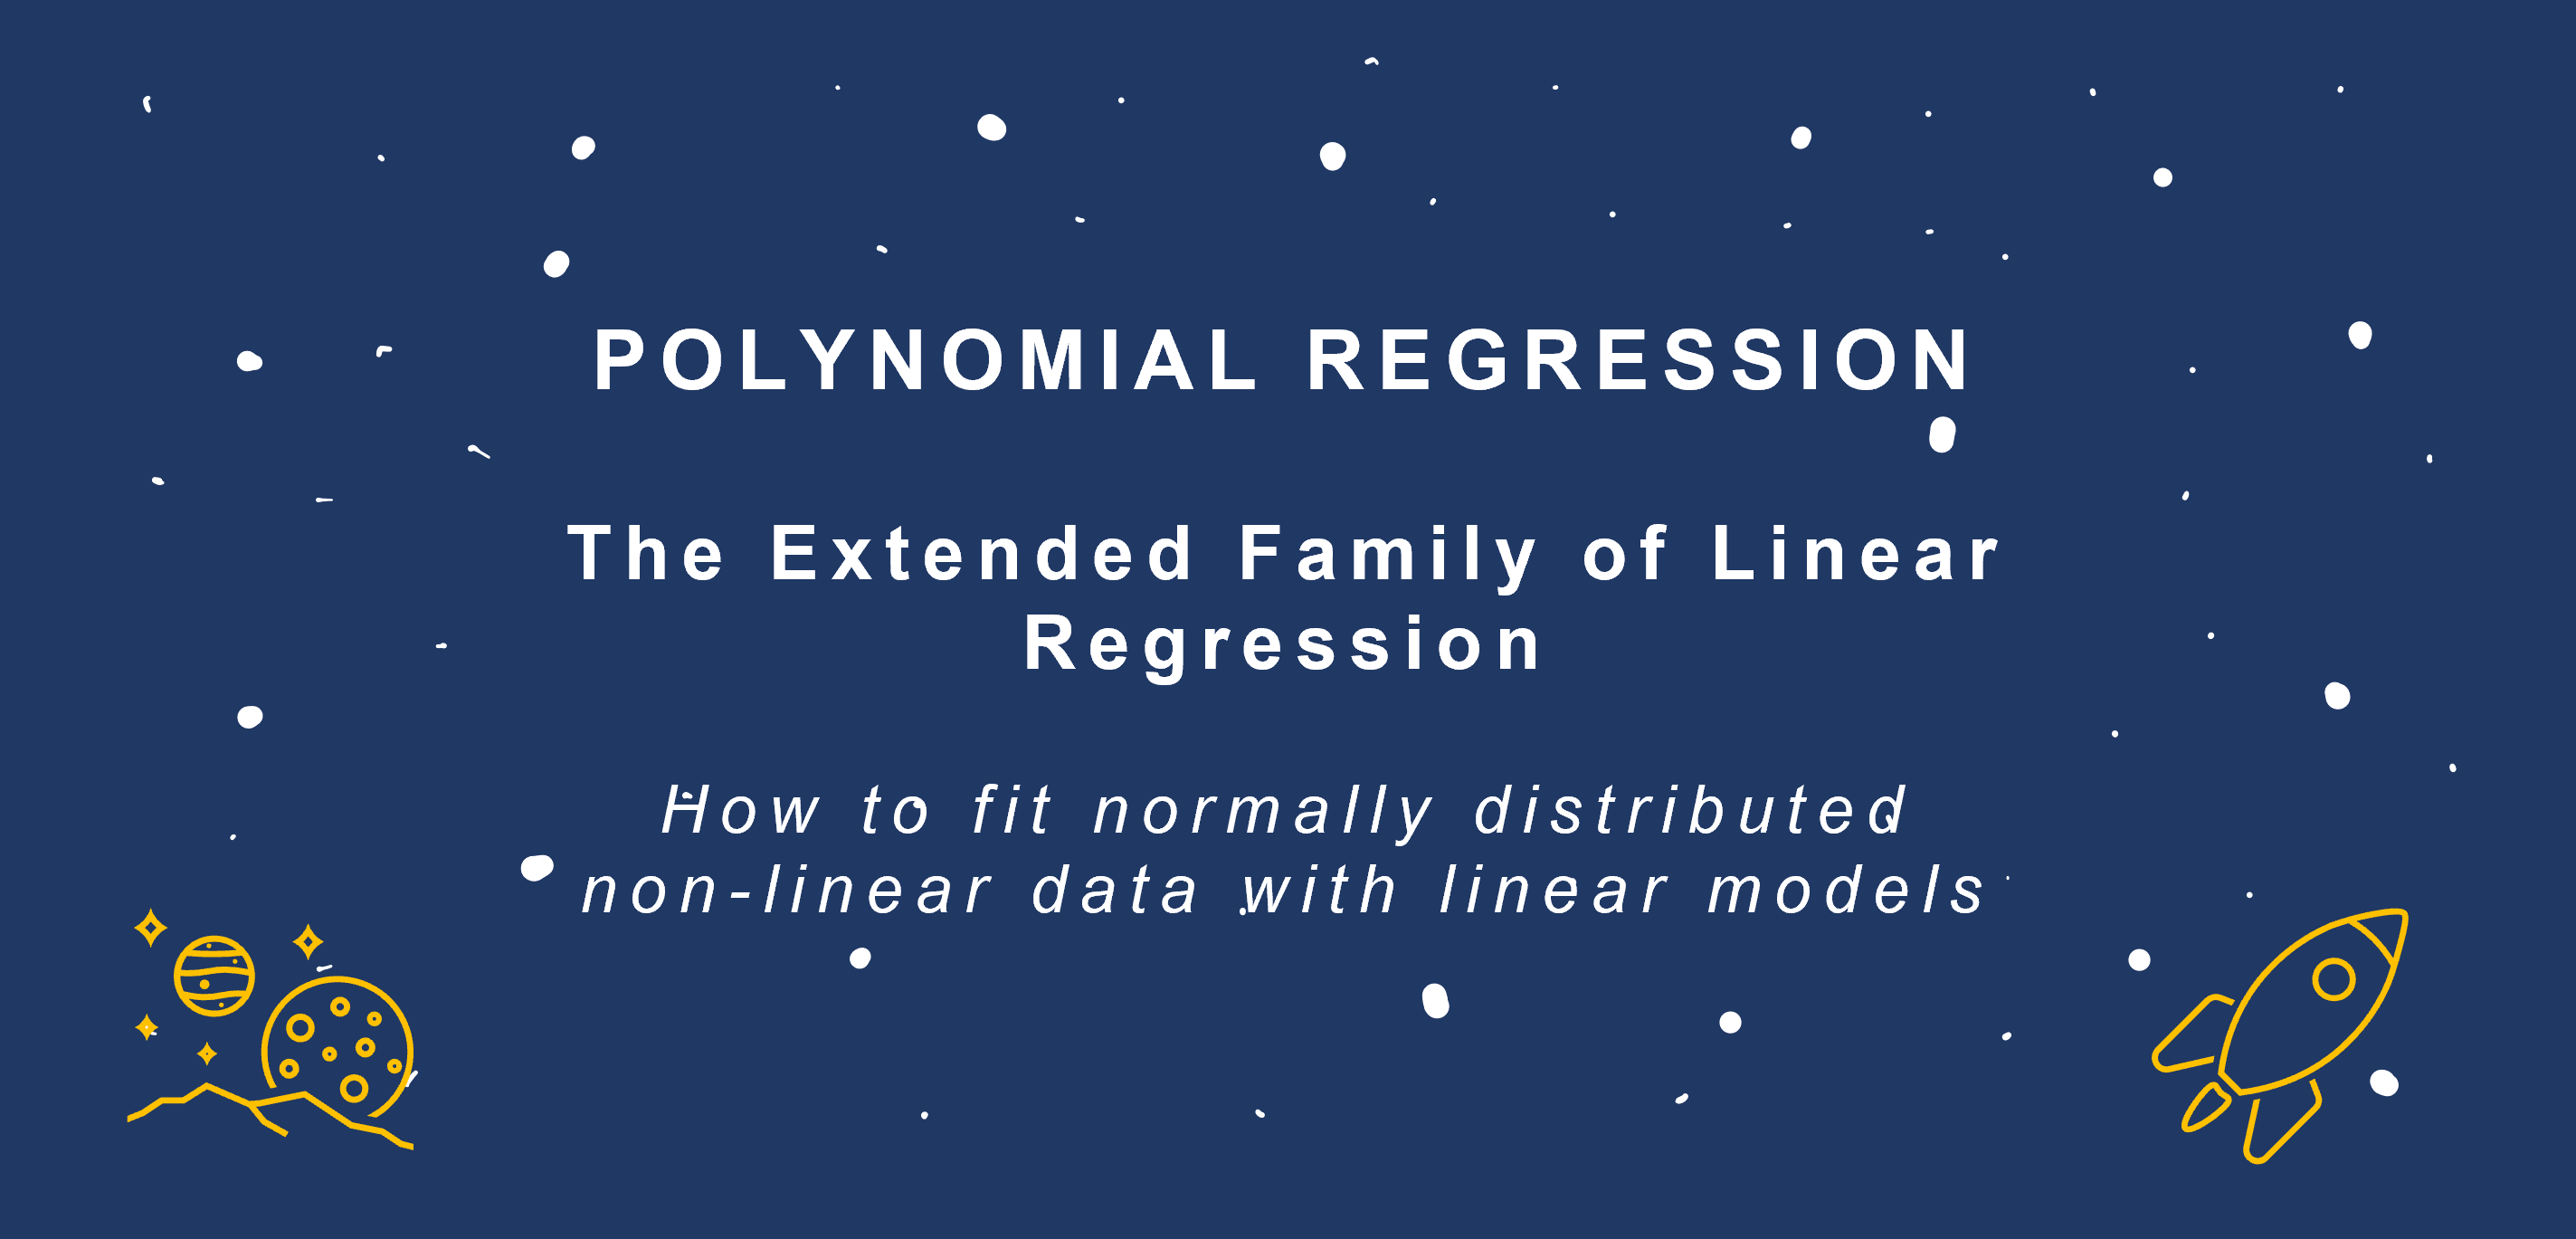 POLYNOMIAL REGRESSION
The Extended Family of Linear
Regression
How to fit normally distributed
non-linear data with linear models